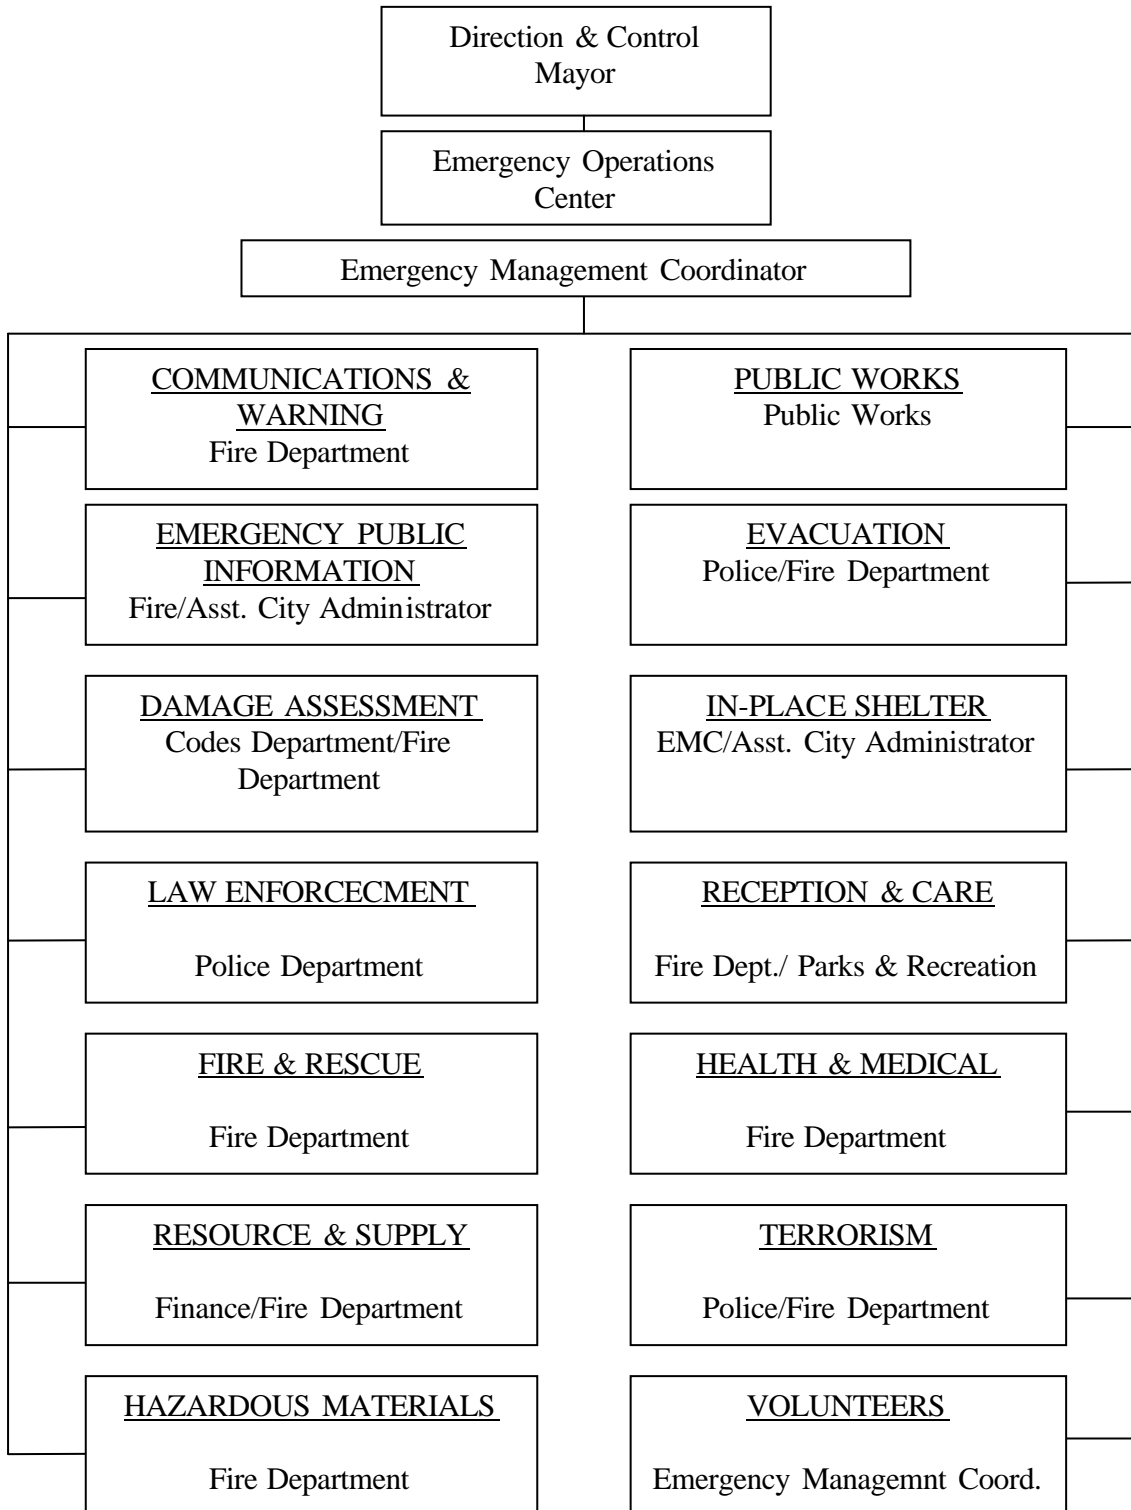 Direction & Control
Mayor
Emergency Operations
Center
Emergency Management Coordinator
COMMUNICATIONS &
WARNING
Fire Department
PUBLIC WORKS
Public Works
EMERGENCY PUBLIC
INFORMATION
Fire/Asst. City Administrator
EVACUATION
Police/Fire Department
DAMAGE ASSESSMENT
Codes Department/Fire
Department
IN-PLACE SHELTER
EMC/Asst. City Administrator
LAW ENFORCECMENT
Police Department
RECEPTION & CARE
Fire Dept./ Parks & Recreation
FIRE & RESCUE
Fire Department
HEALTH & MEDICAL
Fire Department
RESOURCE & SUPPLY
Finance/Fire Department
TERRORISM
Police/Fire Department
HAZARDOUS MATERIALS
Fire Department
VOLUNTEERS
Emergency Managemnt Coord.